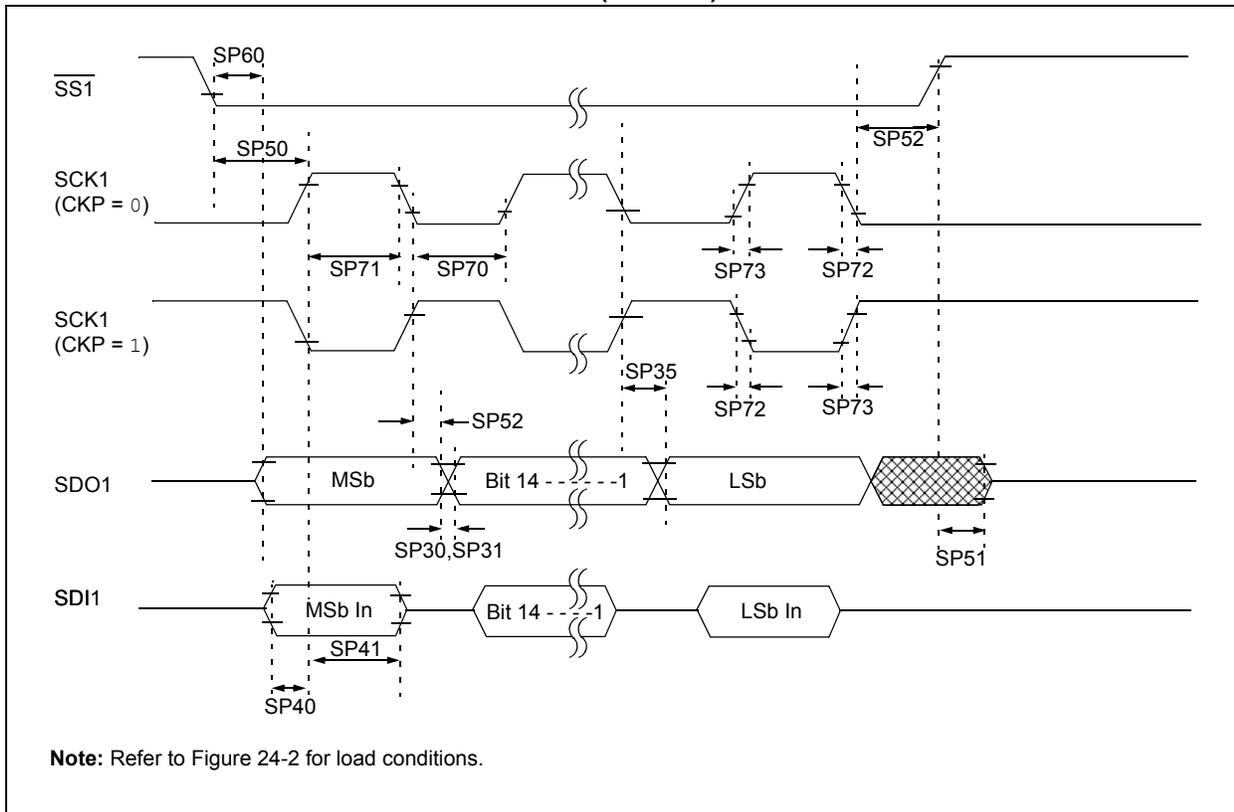 SP60
SS1
SP50
SP52
SCK1
(CKP = 0)
SP71
SP70
SP73
SP72
SCK1
(CKP = 1)
SP35
SP72
SP73
SP52
SDO1
MSb
Bit 14 - - - - - -1
LSb
SP30,SP31
SP51
SDI1
MSb In
Bit 14 - - - -1
LSb In
SP41
SP40
Note: Refer to Figure 24-2 for load conditions.